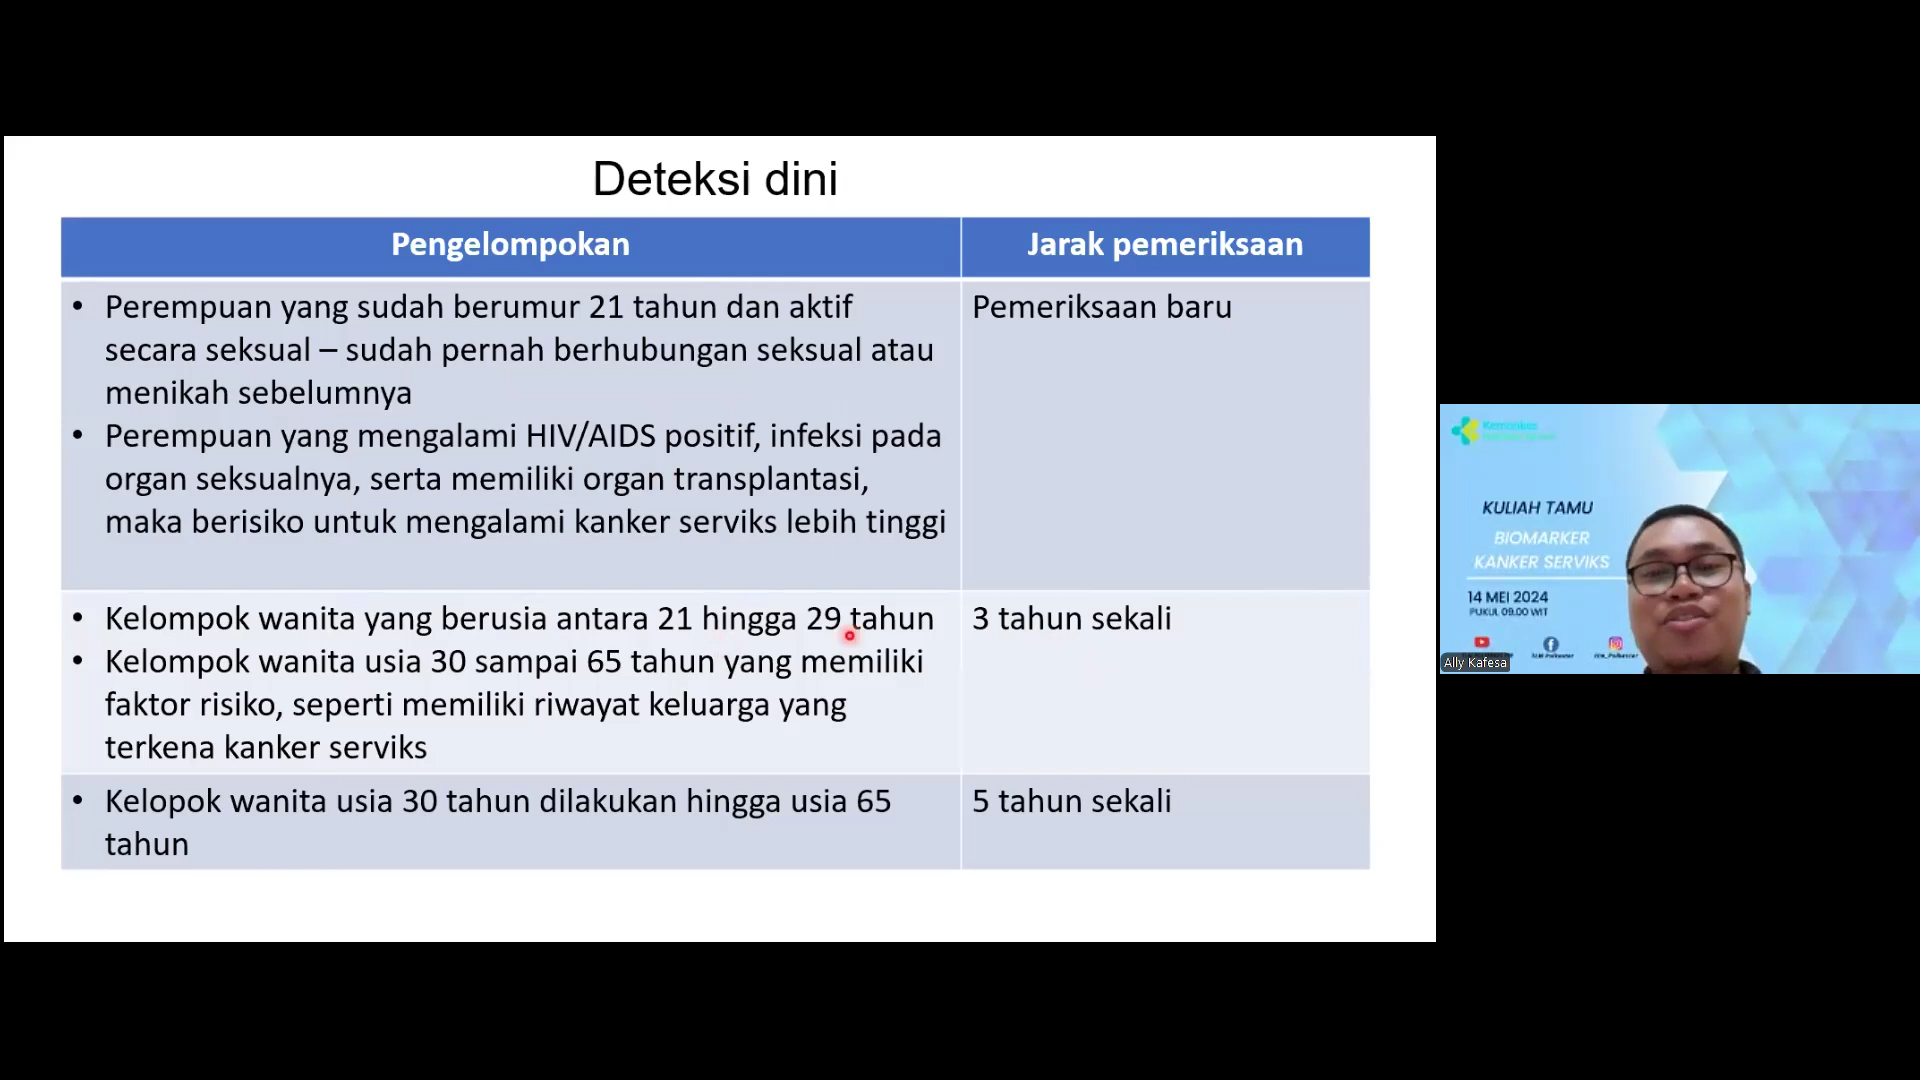 Deteksi dini
Pengelompokan
Jarak pemeriksaan
• Perempuan yang sudah berumur 21 tahun dan aktif
secara seksual – sudah pernah berhubungan seksual atau
menikah sebelumnya
• Perempuan yang mengalami HIV/AIDS positif, infeksi pada
organ seksualnya, serta memiliki organ transplantasi,
maka berisiko untuk mengalami kanker serviks lebih tinggi
Pemeriksaan baru
• Kelompok wanita yang berusia antara 21 hingga 29 tahun
• Kelompok wanita usia 30 sampai 65 tahun yang memiliki
faktor risiko, seperti memiliki riwayat keluarga yang
terkena kanker serviks
3 tahun sekali
• Kelopok wanita usia 30 tahun dilakukan hingga usia 65
tahun
5 tahun sekali
Kemenkes
KULIAH TAMU
BIOMARKER
KANKER SERVIKS
14 MEI 2024
PUKUL 09.00 WIT
Ally Kafesa